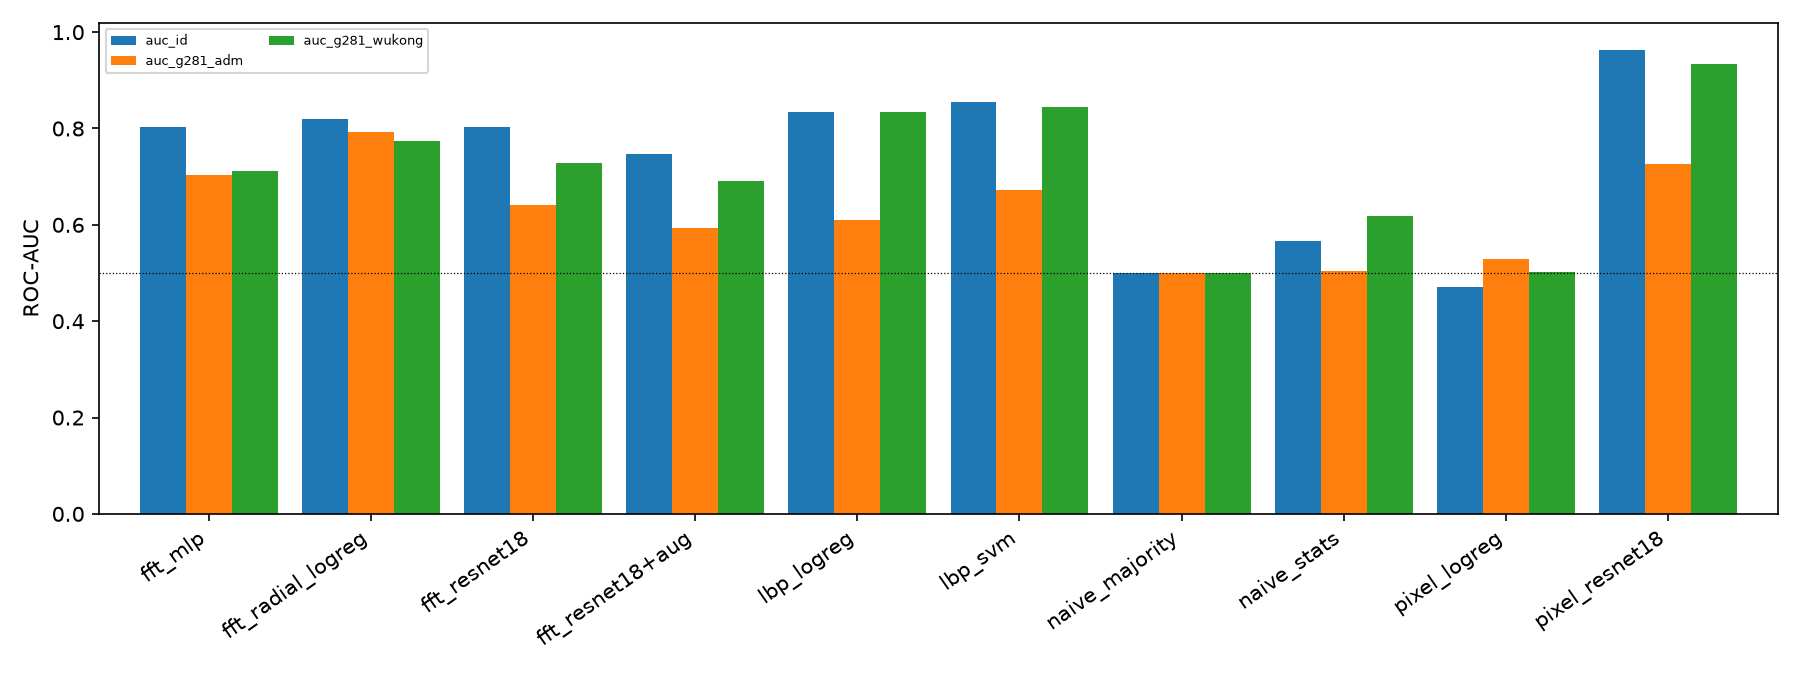 auc_id
auc_g281_adm
auc_g281_wukong
ROC-AUC
1.0
0.8
0.6
0.4
0.2
0.0
fft_mlp
fft_radial_logreg
fft_resnet18
fft_resnet18+aug
lbp_logreg
lbp_svm
naive_majority
naive_stats
pixel_logreg
pixel_resnet18